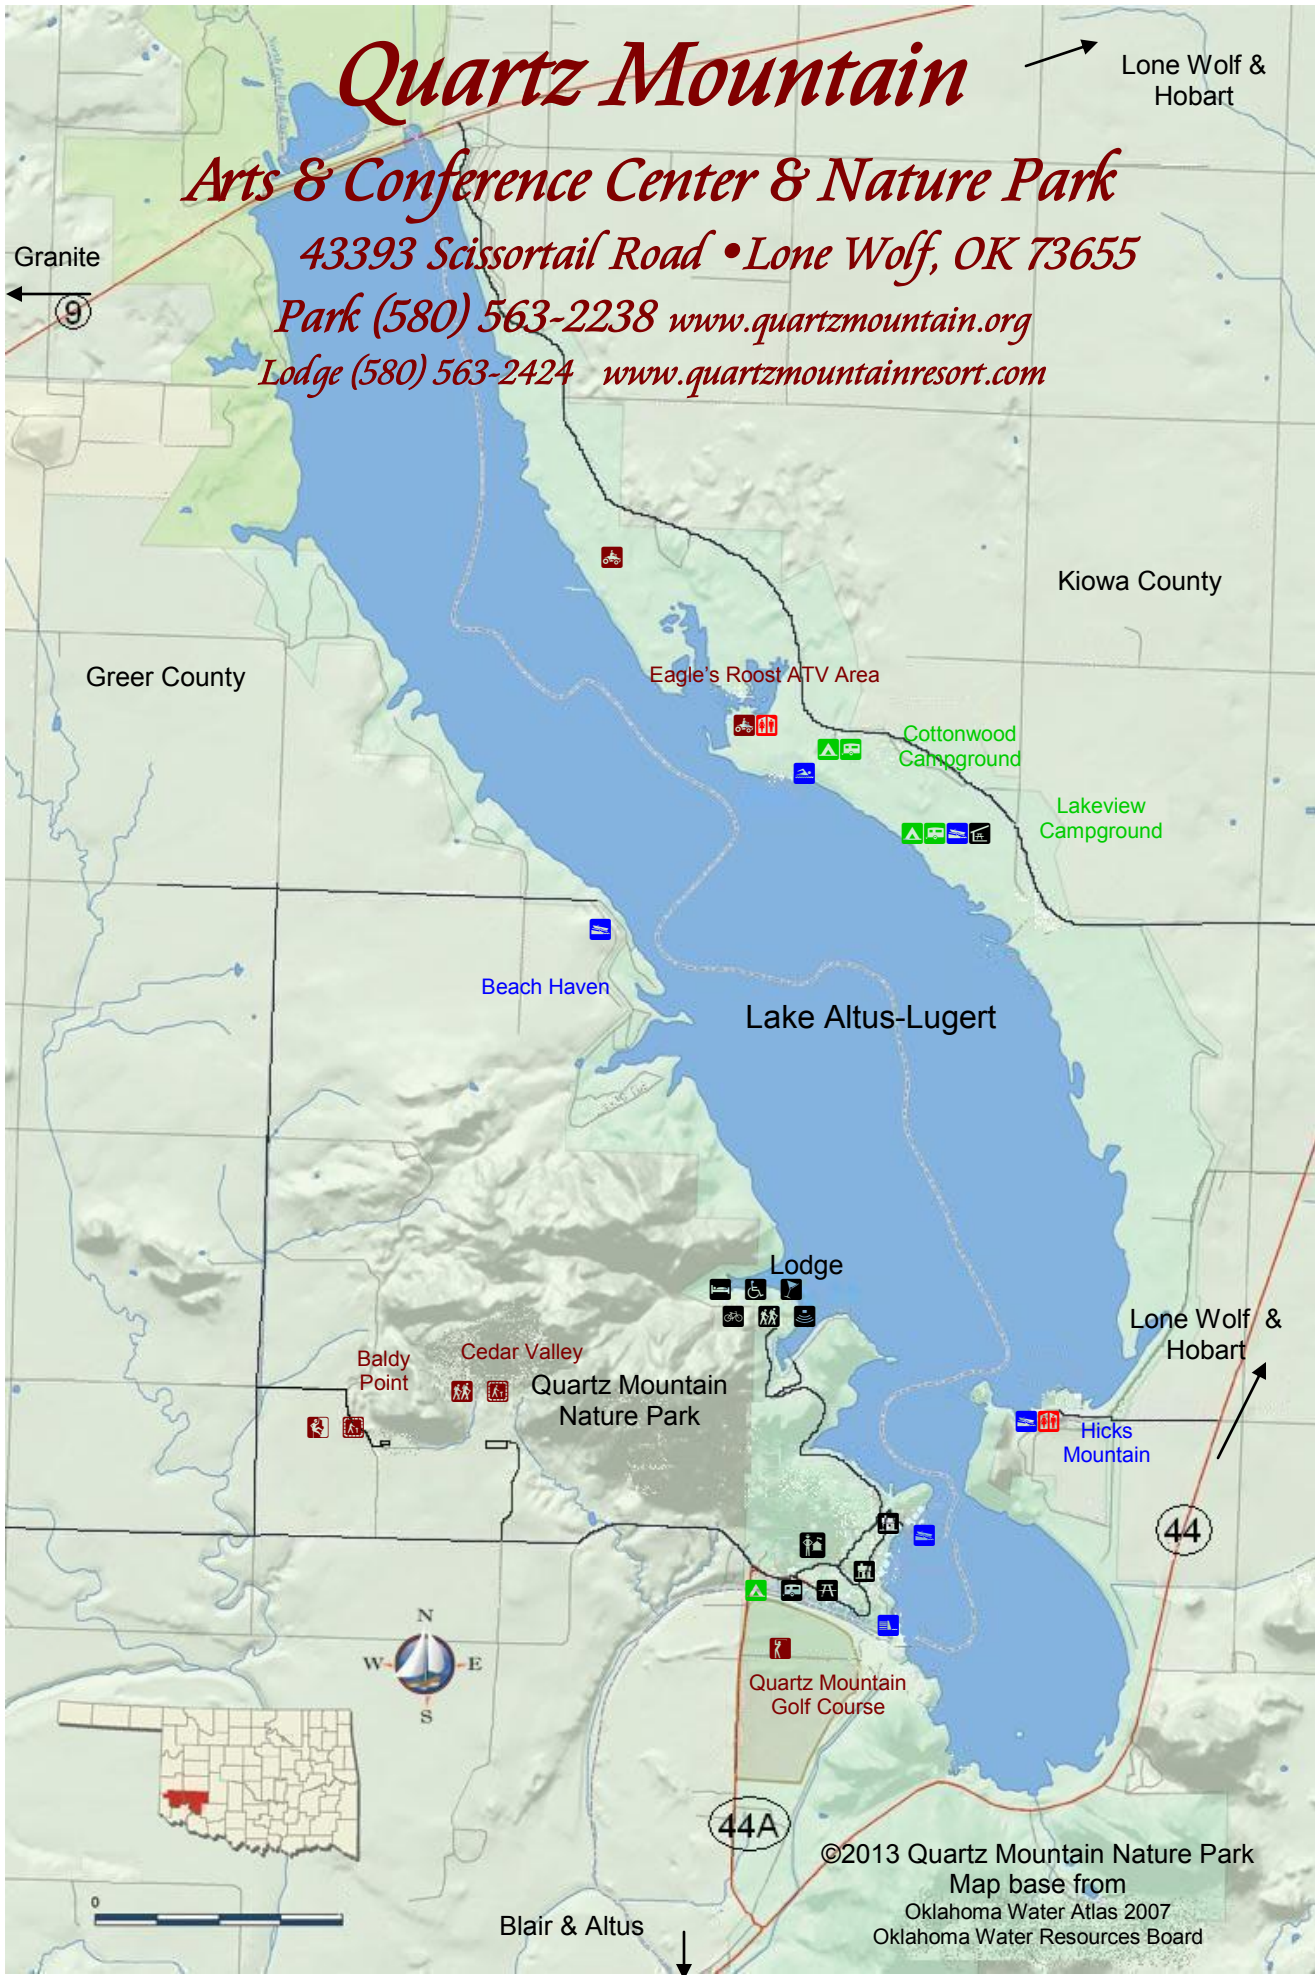 Quartz Mountain
Lone Wolf &
Hobart
Arts & Conference Center & Nature Park
43393 Scissortail Road •Lone Wolf, OK 73655
Granite
9
Park (580) 563-2238 www.quartzmountain.org
Lodge (580) 563-2424 www.quartzmountainresort.com
Kiowa County
Greer County
Eagle's Roost ATV Area
Cottonwood
Campground
Lakeview
Campground
Beach Haven
Lake Altus-Lugert
Lodge
Lone Wolf &
Hobart
Baldy
Point
Cedar Valley
Quartz Mountain
Nature Park
Hicks
Mountain
44
N
W E
S
Quartz Mountain
Golf Course
44A
©2013 Quartz Mountain Nature Park
Map base from
Oklahoma Water Atlas 2007
Oklahoma Water Resources Board
0
Blair & Altus